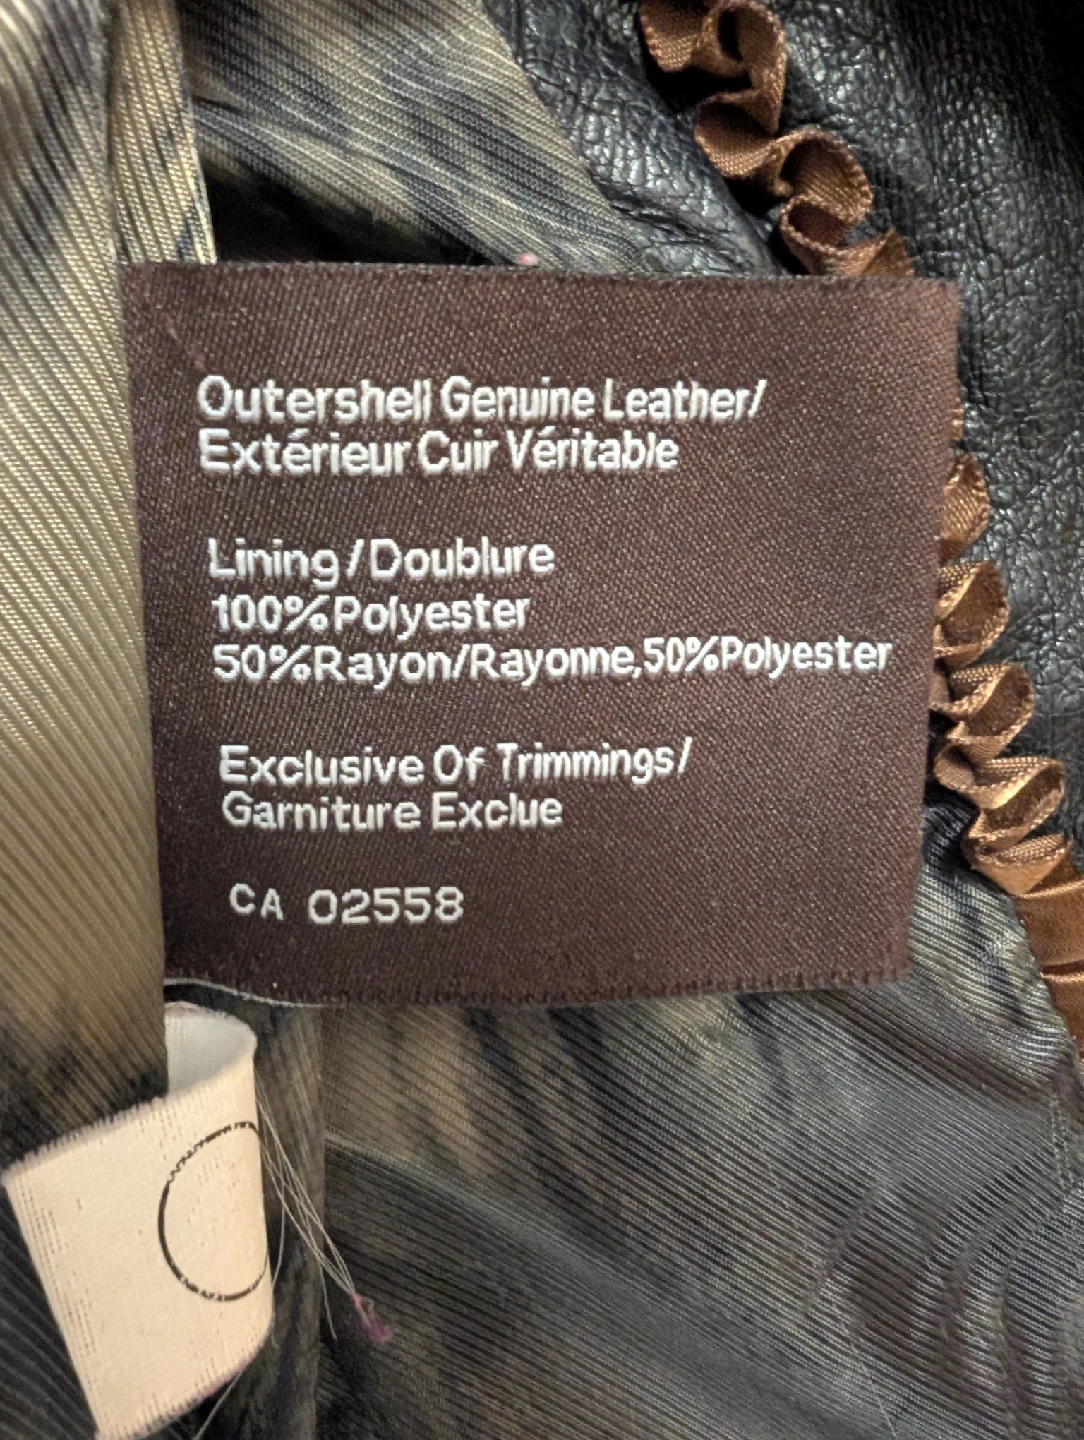 Outershell Genuine Leather/
Extérieur Cuir Véritable
Lining/Doublure
100%Polyester
50%Rayon/Rayonne,50%Polyester
Exclusive Of Trimmings/
Garniture Exclue
CA 02558